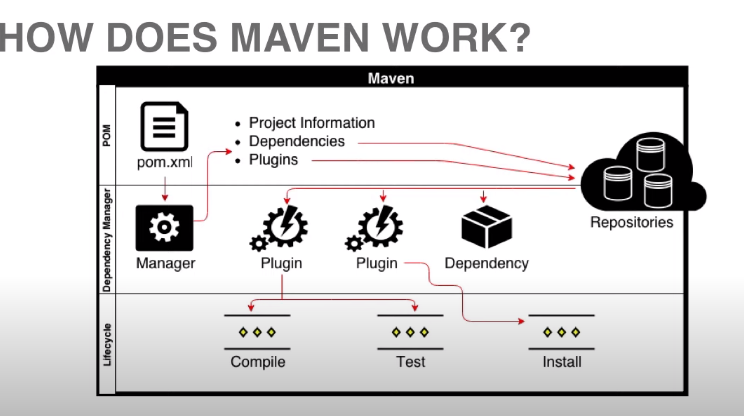 HOW DOES MAVEN WORK?
Maven
POM
pom.xml
• Project Information
• Dependencies
• Plugins
Repositories
Dependency Manager
Manager
Plugin
Plugin
Dependency
Lifecycle
Compile
Test
Install